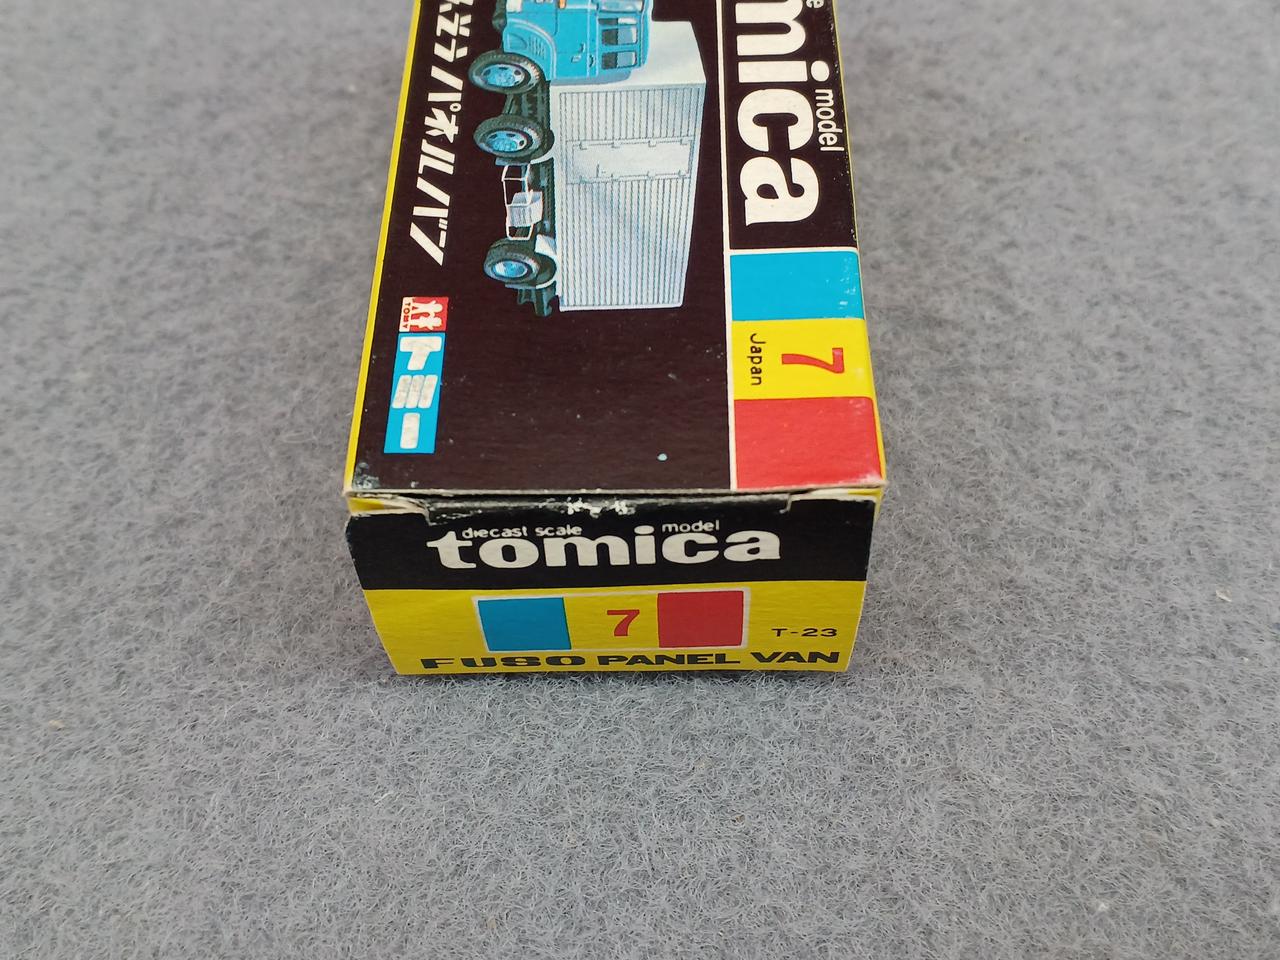 ふそうパネルバン
TOMY
トミー
mica
model
7
Japan
diecast scale model
tomica
7
T-23
FUSO PANEL VAN